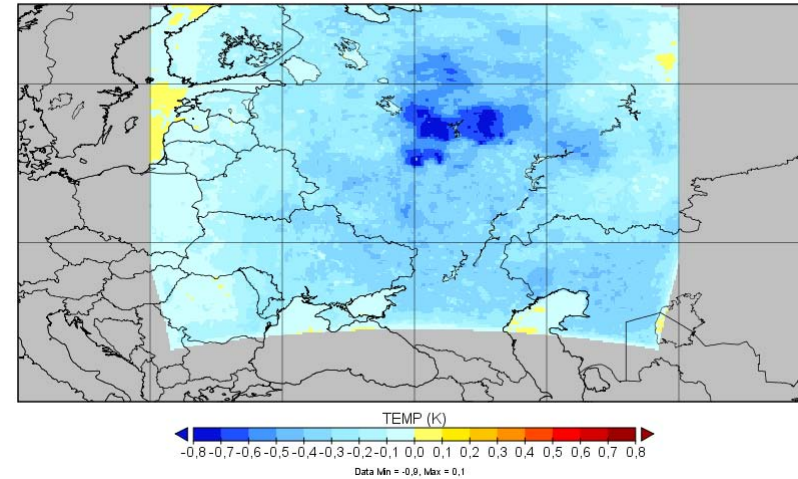 TEMP (K)
-0,8 -0,7 -0,6 -0,5 -0,4 -0,3 -0,2 -0,1 0,0 0,1 0,2 0,3 0,4 0,5 0,6 0,7 0,8
Data Min = -0,9, Max = 0,1